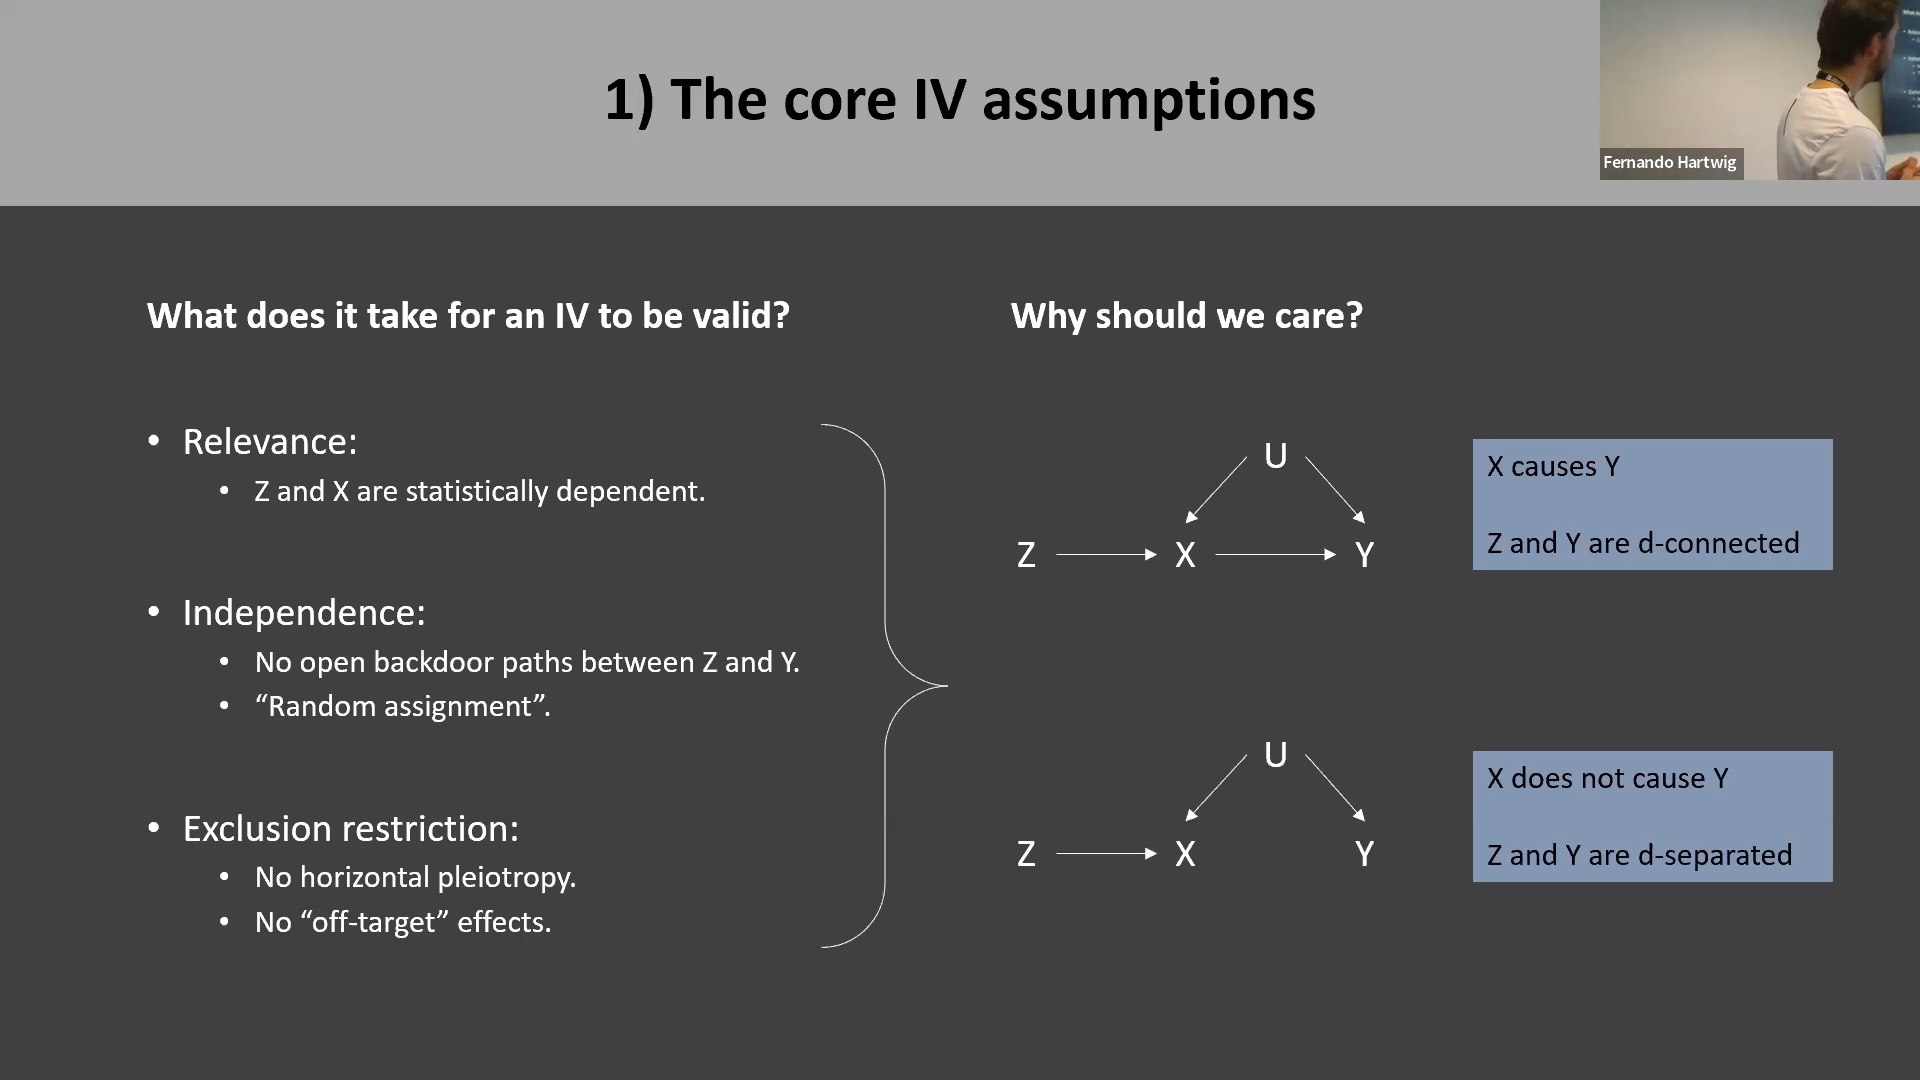 1) The core IV assumptions
Fernando Hartwig
What does it take for an IV to be valid?
• Relevance:
• Z and X are statistically dependent.
• Independence:
• No open backdoor paths between Z and Y.
• “Random assignment”.
• Exclusion restriction:
• No horizontal pleiotropy.
• No “off-target” effects.
Why should we care?
U
Z X Y
X causes Y
Z and Y are d-connected
U
Z X Y
X does not cause Y
Z and Y are d-separated